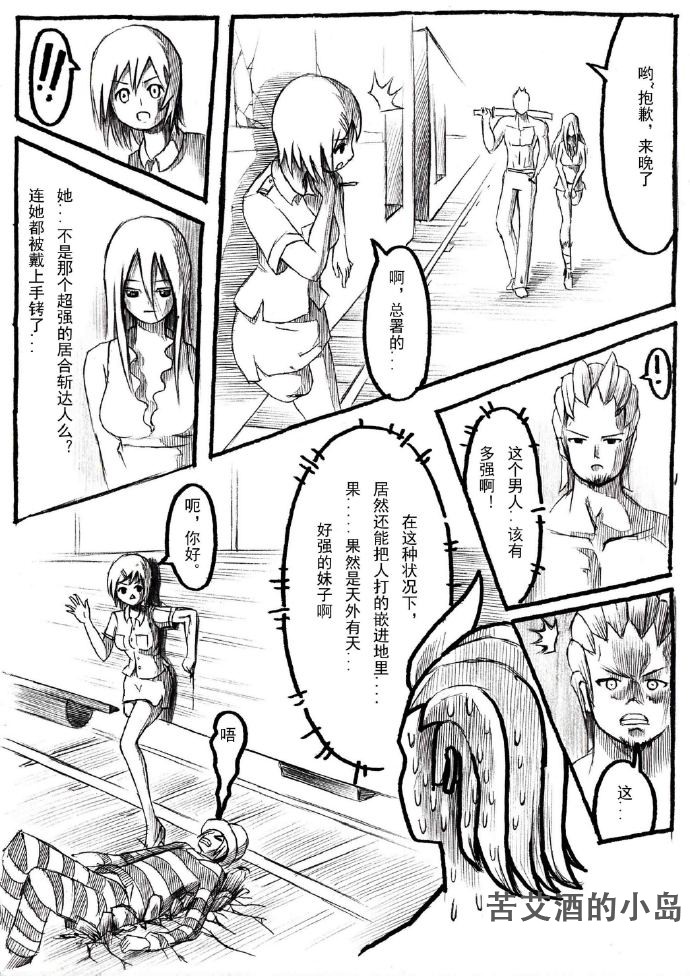 哟~抱歉，来晚了
啊，总署的...
!!
她...不是那个超强的居合斩达人么?
连她都被戴上手铐了...
!
这个男人..该有
多强啊!
这...
在这种状况下，
居然还能把人打的嵌进地里...
果.....果然是天外有天...
好强的妹子啊
呃，你好。
唔
苦艾酒的小岛